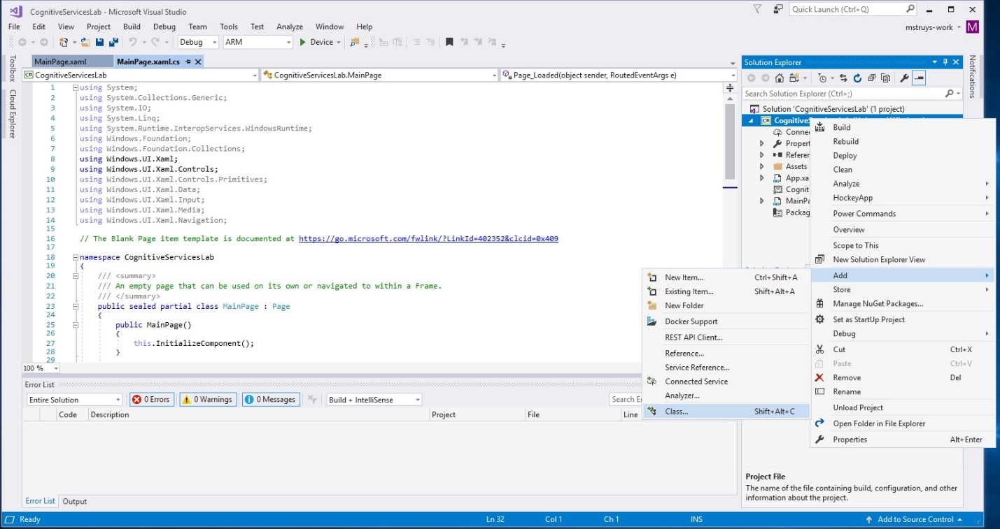 CognitiveServicesLab - Microsoft Visual Studio
Quick Launch (Ctrl+Q)
File Edit View Project Build Debug Team Tools Test Analyze Window Help
mstruys-work M
Debug ARM Device
Toolbox
Cloud Explorer
MainPage.xaml MainPage.xaml.cs
C# CognitiveServicesLab CognitiveServicesLab.MainPage Page_Loaded(object sender, RoutedEventArgs e)
1 using System;
2 using System.Collections.Generic;
3 using System.IO;
4 using System.Linq;
5 using System.Runtime.InteropServices.WindowsRuntime;
6 using Windows.Foundation;
7 using Windows.Foundation.Collections;
8 using Windows.UI.Xaml;
9 using Windows.UI.Xaml.Controls;
10 using Windows.UI.Xaml.Controls.Primitives;
11 using Windows.UI.Xaml.Data;
12 using Windows.UI.Xaml.Input;
13 using Windows.UI.Xaml.Media;
14 using Windows.UI.Xaml.Navigation;
15
16 // The Blank Page item template is documented at https://go.microsoft.com/fwlink/?LinkId=402352&clcid=0x409
17
18 namespace CognitiveServicesLab
19 {
20 /// <summary>
21 /// An empty page that can be used on its own or navigated to within a Frame.
22 /// </summary>
23 public sealed partial class MainPage : Page
24 {
25 public MainPage()
26 {
27 this.InitializeComponent();
28 }
29
100 %
Solution Explorer
Notifications
Search Solution Explorer (Ctrl+;)
Solution 'CognitiveServicesLab' (1 project)
C#
Connec
Propert
Referen
Assets
App.xa
Cognit
MainPa
Packag
Build
Rebuild
Deploy
Clean
Analyze
HockeyApp
Power Commands
Overview
Scope to This
New Solution Explorer View
Add
Store
Manage NuGet Packages...
Set as StartUp Project
Debug
Cut Ctrl+X
Paste Ctrl+V
Remove Del
Rename
Unload Project
Open Folder in File Explorer
Properties Alt+Enter
New Item... Ctrl+Shift+A
Existing Item... Shift+Alt+A
New Folder
Docker Support
REST API Client...
Reference...
Service Reference...
Connected Service
Analyzer...
Class... Shift+Alt+C
Error List
Entire Solution 0 Errors 0 Warnings 0 Messages Build + IntelliSense Search
Code Description Project File Line
Error List Output
Project File
The name of the file containing build, configuration, and other
information about the project.
Ready Ln 32 Col 1 Ch 1 INS Add to Source Control